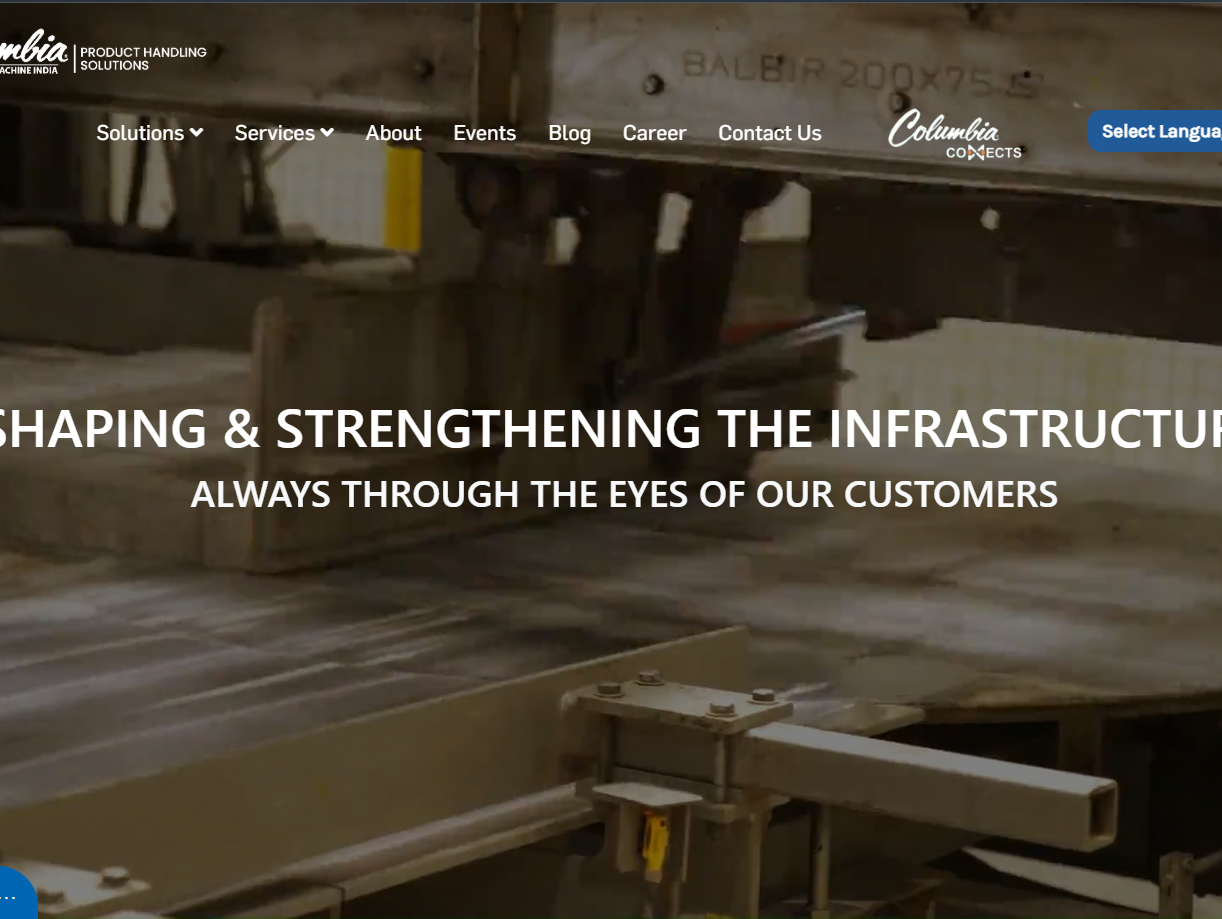 mbia
ACHINE INDIA
PRODUCT HANDLING
SOLUTIONS
BALBIR 200X75
Solutions
Services
About
Events
Blog
Career
Contact Us
Columbia
CONNECTS
Select Langua
SHAPING & STRENGTHENING THE INFRASTRUCTUR
ALWAYS THROUGH THE EYES OF OUR CUSTOMERS
...